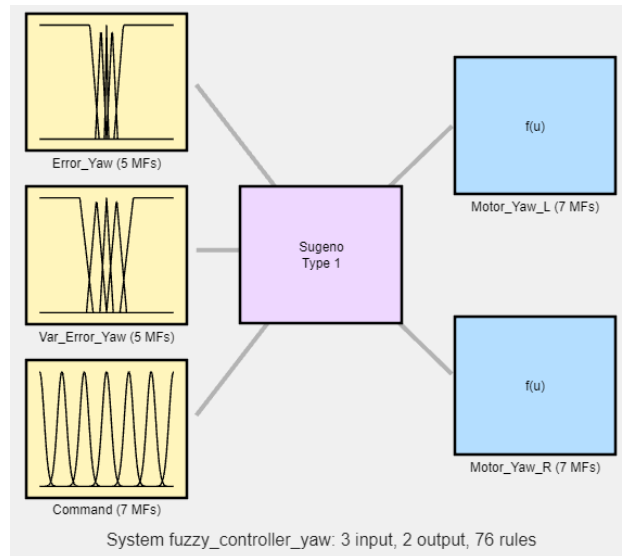 Error_Yaw (5 MFs)
Var_Error_Yaw (5 MFs)
Command (7 MFs)
Sugeno
Type 1
f(u)
Motor_Yaw_L (7 MFs)
f(u)
Motor_Yaw_R (7 MFs)
System fuzzy_controller_yaw: 3 input, 2 output, 76 rules